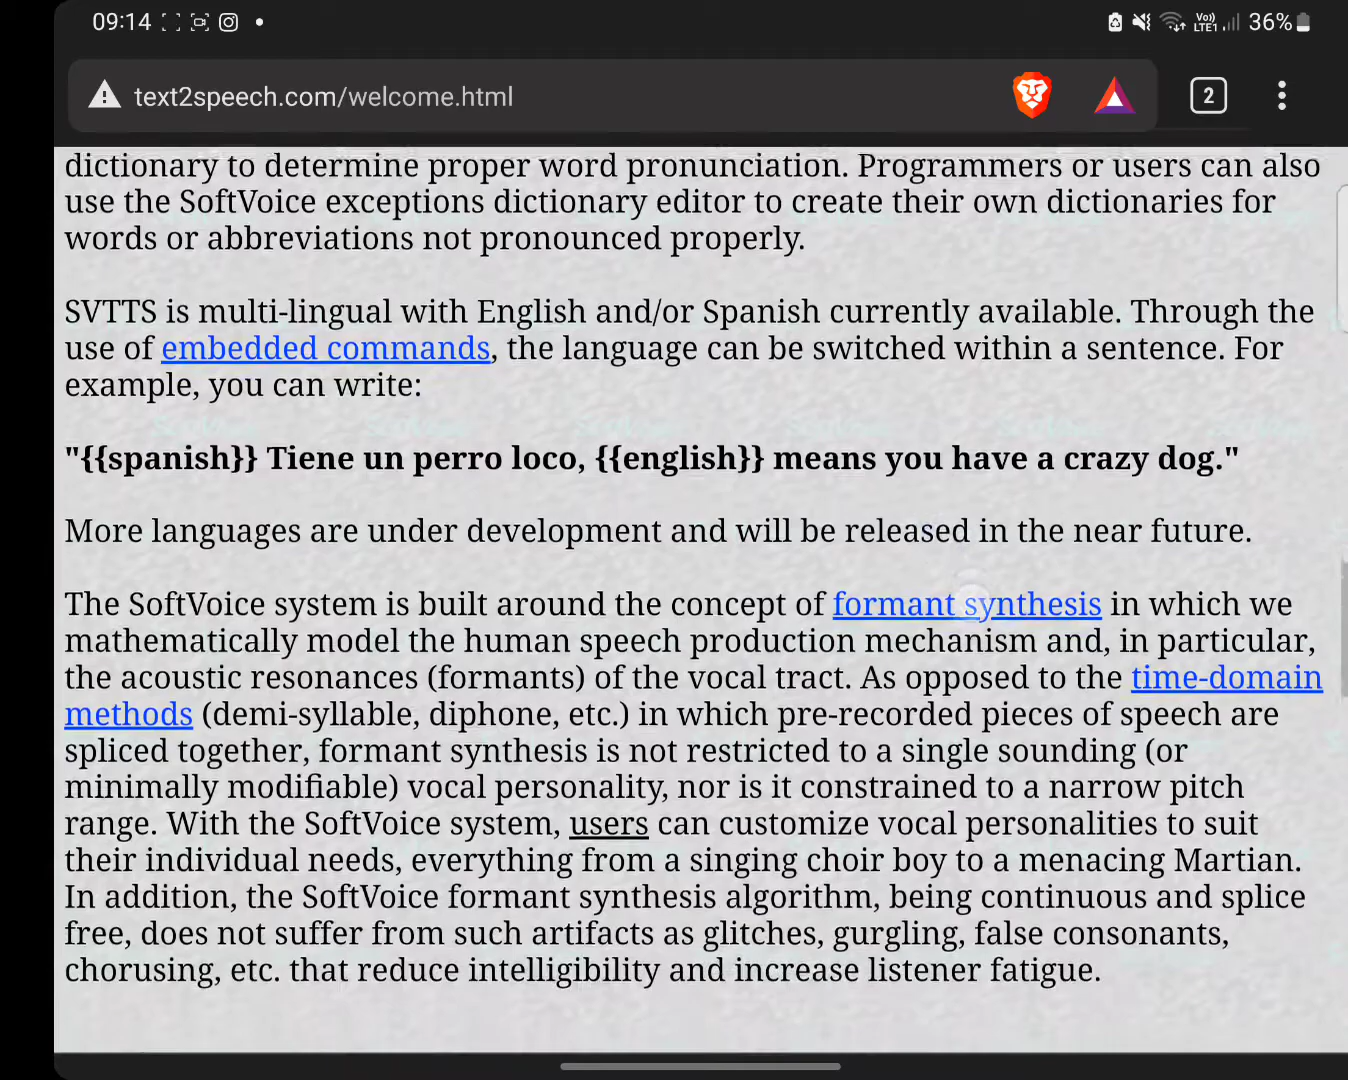 09:14
Vo))
LTE1
36%
text2speech.com/welcome.html
2
dictionary to determine proper word pronunciation. Programmers or users can also
use the SoftVoice exceptions dictionary editor to create their own dictionaries for
words or abbreviations not pronounced properly.
SVTTS is multi-lingual with English and/or Spanish currently available. Through the
use of embedded commands, the language can be switched within a sentence. For
example, you can write:
"{{spanish}} Tiene un perro loco, {{english}} means you have a crazy dog."
More languages are under development and will be released in the near future.
The SoftVoice system is built around the concept of formant synthesis in which we
mathematically model the human speech production mechanism and, in particular,
the acoustic resonances (formants) of the vocal tract. As opposed to the time-domain
methods (demi-syllable, diphone, etc.) in which pre-recorded pieces of speech are
spliced together, formant synthesis is not restricted to a single sounding (or
minimally modifiable) vocal personality, nor is it constrained to a narrow pitch
range. With the SoftVoice system, users can customize vocal personalities to suit
their individual needs, everything from a singing choir boy to a menacing Martian.
In addition, the SoftVoice formant synthesis algorithm, being continuous and splice
free, does not suffer from such artifacts as glitches, gurgling, false consonants,
chorusing, etc. that reduce intelligibility and increase listener fatigue.